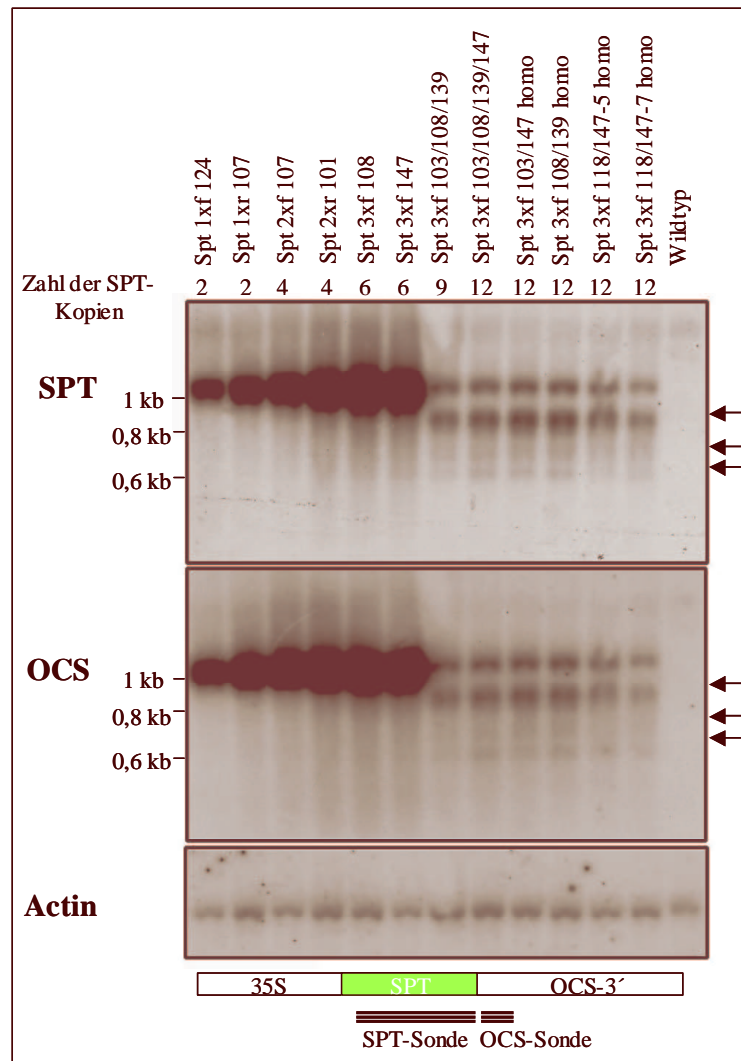 Spt 1xf 124
Spt 1xr 107
Spt 2xf 107
Spt 2xr 101
Spt 3xf 108
Spt 3xf 147
Spt 3xf 103/108/139
Spt 3xf 103/108/139/147
Spt 3xf 103/147 homo
Spt 3xf 108/139 homo
Spt 3xf 118/147-5 homo
Spt 3xf 118/147-7 homo
Wildtyp
Zahl der SPT-
Kopien
2 2 4 4 6 6 9 12 12 12 12 12
SPT
1 kb
0,8 kb
0,6 kb
OCS
1 kb
0,8 kb
0,6 kb
Actin
35S SPT OCS-3´
SPT-Sonde OCS-Sonde